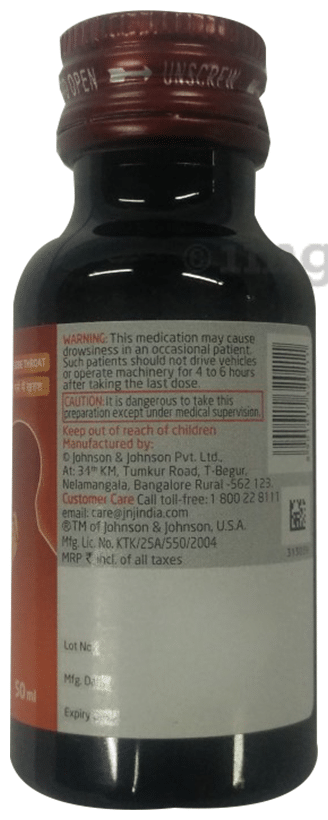 OPEN UNSCREW
THROAT
WARNING: This medication may cause
drowsiness in an occasional patient.
Such patients should not drive vehicles
or operate machinery for 4 to 6 hours
after taking the last dose.
CAUTION: It is dangerous to take this
preparation except under medical supervision.
Keep out of reach of children
Manufactured by:
© Johnson & Johnson Pvt. Ltd.,
At: 34th KM, Tumkur Road, T-Begur,
Nelamangala, Bangalore Rural -562 123.
Customer Care Call toll-free: 1 800 22 8111
email: care@jnjindia.com
®TM of Johnson & Johnson, U.S.A.
Mfg. Lic. No. KTK/25A/550/2004
MRP ₹ incl. of all taxes
Lot No
Mfg.
Expiry
50 ml